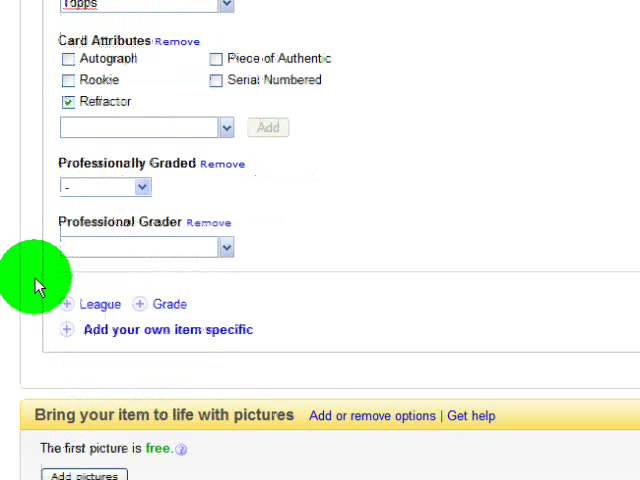 Topps
Card Attributes Remove
Autograph Piece of Authentic
Rookie Serial Numbered
Refractor
Add
Professionally Graded Remove
-
Professional Grader Remove
League Grade
Add your own item specific
Bring your item to life with pictures Add or remove options | Get help
The first picture is free. ?
Add pictures